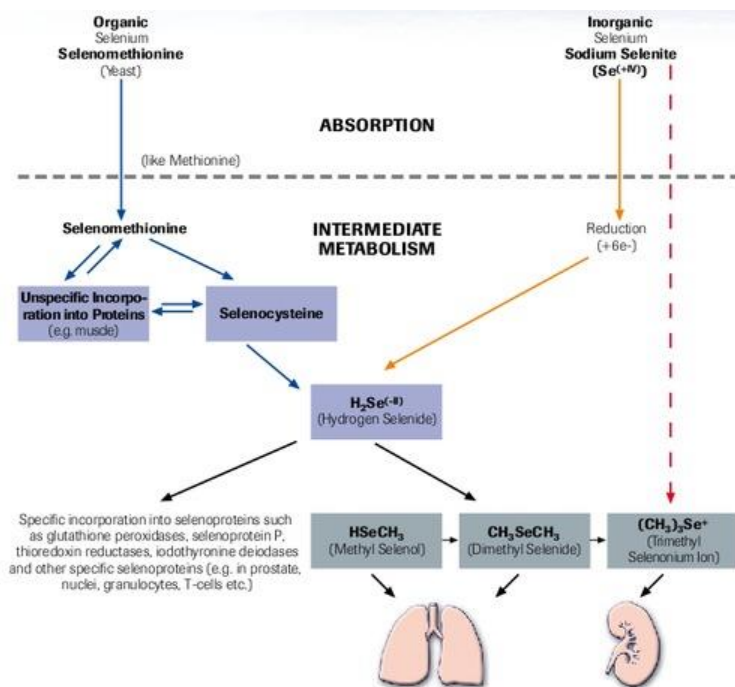 Organic
Selenium
Selenomethionine
(Yeast)
Inorganic
Selenium
Sodium Selenite
(Se(+IV))
ABSORPTION
(like Methionine)
Selenomethionine
INTERMEDIATE
METABOLISM
Reduction
(+6e-)
Unspecific Incorpo-
ration into Proteins
(e.g. muscle)
Selenocysteine
H₂Se(-II)
(Hydrogen Selenide)
Specific incorporation into selenoproteins such
as glutathione peroxidases, selenoprotein P,
thioredoxin reductases, iodothyronine deiodases
and other specific selenoproteins (e.g. in prostate,
nuclei, granulocytes, T-cells etc.)
HSeCH₃
(Methyl Selenol)
CH₃SeCH₃
(Dimethyl Selenide)
(CH₃)₃Se⁺
(Trimethyl
Selenonium Ion)